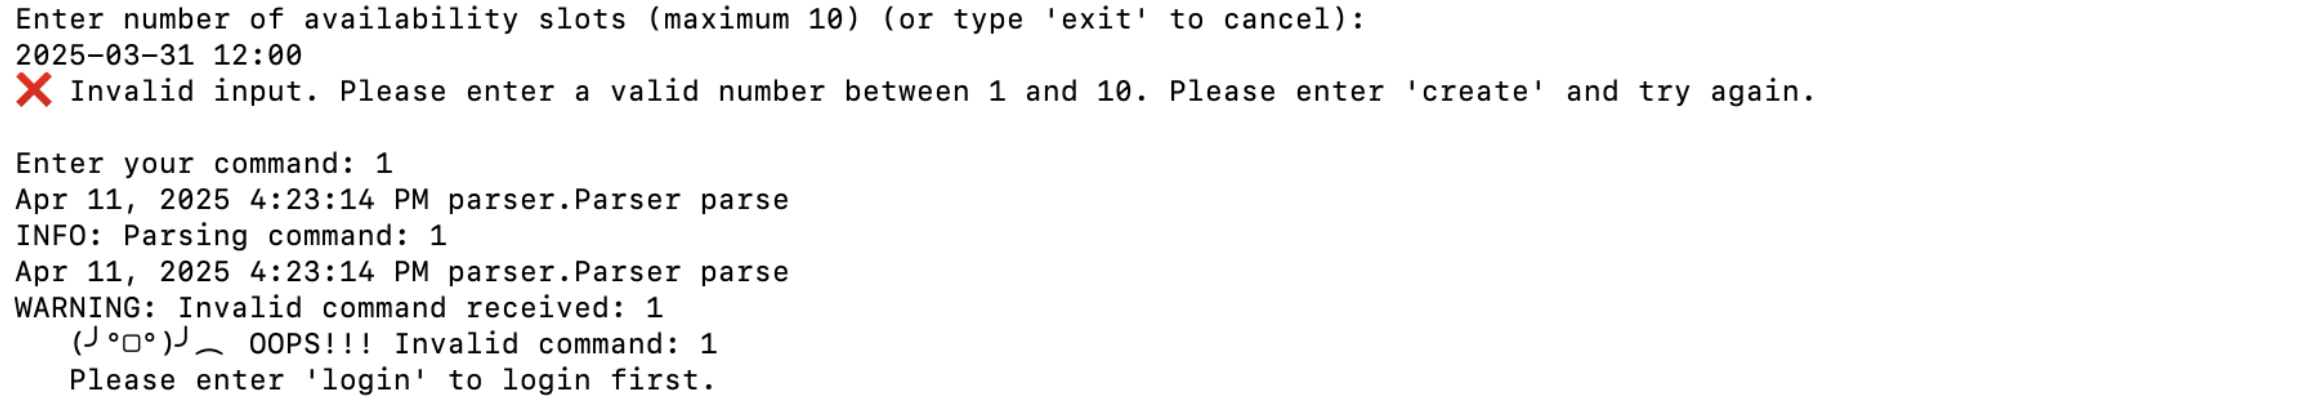 Enter number of availability slots (maximum 10) (or type 'exit' to cancel):
2025-03-31 12:00
❌ Invalid input. Please enter a valid number between 1 and 10. Please enter 'create' and try again.
Enter your command: 1
Apr 11, 2025 4:23:14 PM parser.Parser parse
INFO: Parsing command: 1
Apr 11, 2025 4:23:14 PM parser.Parser parse
WARNING: Invalid command received: 1
(╯°□°)╯︵ OOPS!!! Invalid command: 1
Please enter 'login' to login first.